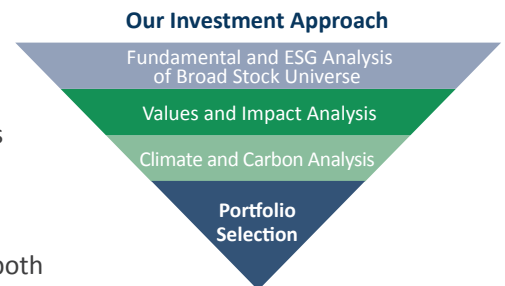 Our Investment Approach
Fundamental and ESG Analysis
of Broad Stock Universe
Values and Impact Analysis
Climate and Carbon Analysis
Portfolio
Selection
both